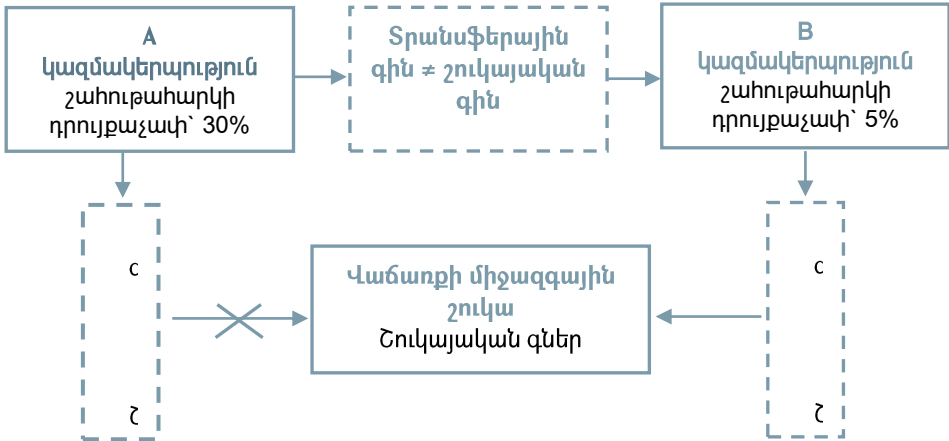 A
կազմակերպություն
շահութահարկի
դրույքաչափ՝ 30%
Տրանսֆերային
գին ≠ շուկայական
գին
B
կազմակերպություն
շահութահարկի
դրույքաչափ՝ 5%
Վաճառքի միջազգային
շուկա
Շուկայական գներ